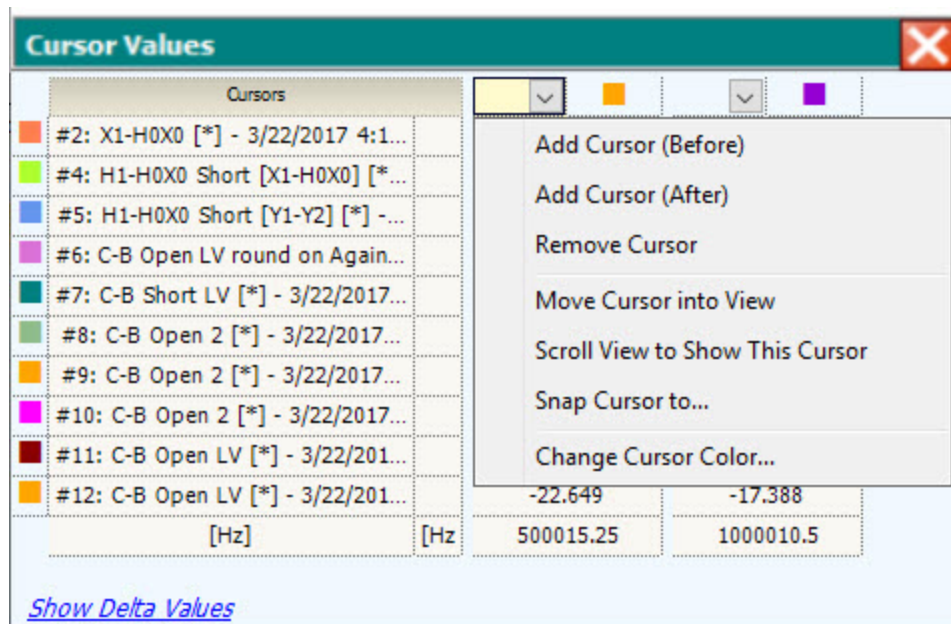 Cursor Values
Cursors
#2: X1-H0X0 [*] - 3/22/2017 4:1...
#4: H1-H0X0 Short [X1-H0X0] [*...
#5: H1-H0X0 Short [Y1-Y2] [*] -...
#6: C-B Open LV round on Again...
#7: C-B Short LV [*] - 3/22/2017...
#8: C-B Open 2 [*] - 3/22/2017...
#9: C-B Open 2 [*] - 3/22/2017...
#10: C-B Open 2 [*] - 3/22/2017...
#11: C-B Open LV [*] - 3/22/201...
#12: C-B Open LV [*] - 3/22/201... -22.649 -17.388
[Hz] [Hz 500015.25 1000010.5
Add Cursor (Before)
Add Cursor (After)
Remove Cursor
Move Cursor into View
Scroll View to Show This Cursor
Snap Cursor to...
Change Cursor Color...
Show Delta Values